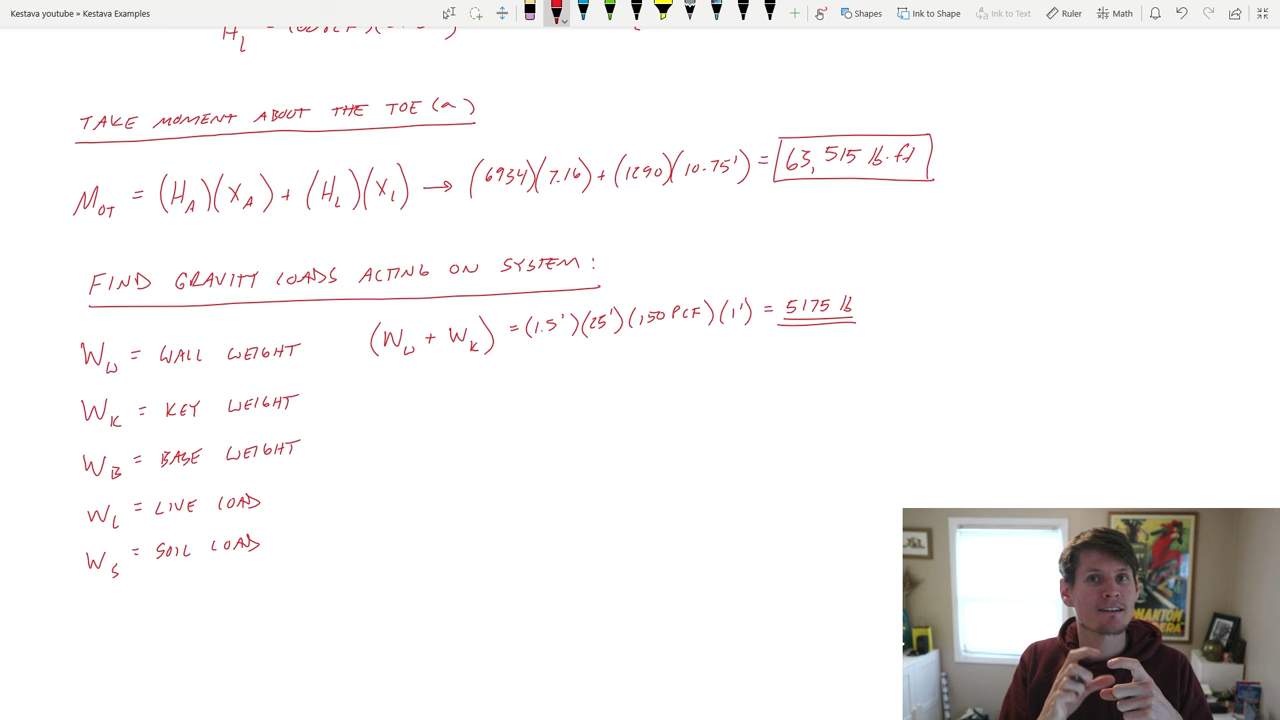 Kestava youtube » Kestava Examples
Shapes Ink to Shape Ink to Text Ruler Math
H_L
TAKE MOMENT ABOUT THE TOE (a)
M_OT = (H_A)(X_A) + (H_L)(X_L) → (6934)(7.16) + (1290)(10.75') = 63,515 lb·ft
FIND GRAVITY LOADS ACTING ON SYSTEM:
(W_W + W_K) = (1.5')(25')(150 PCF)(1') = 5175 lb
W_W = WALL WEIGHT
W_K = KEY WEIGHT
W_B = BASE WEIGHT
W_L = LIVE LOAD
W_S = SOIL LOAD
PHANTOM